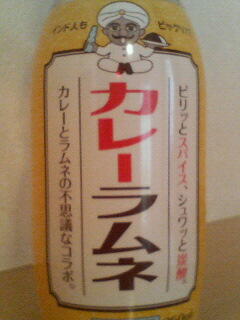 インド人もビックリ!?
ピリッとスパイス、シュワッと炭酸。
カレーラムネ
カレーとラムネの不思議なコラボ。